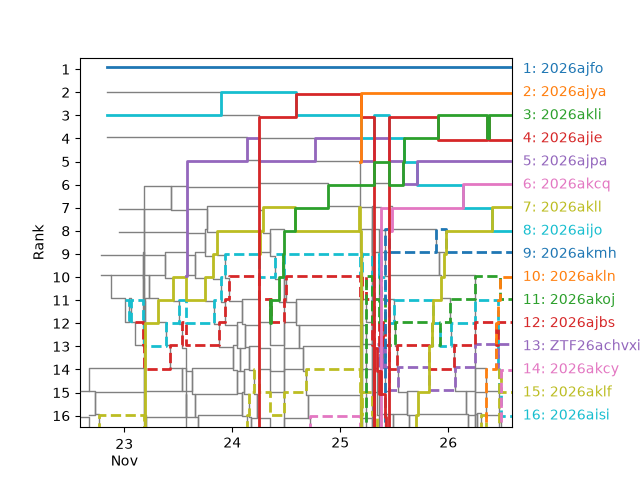 1
2
3
4
5
6
7
8
9
10
11
12
13
14
15
16
Rank
23
24
25
26
Nov
1: 2026ajfo
2: 2026ajya
3: 2026akli
4: 2026ajie
5: 2026ajpa
6: 2026akcq
7: 2026akll
8: 2026aijo
9: 2026akmh
10: 2026akln
11: 2026akoj
12: 2026ajbs
13: ZTF26achvxi
14: 2026akcy
15: 2026aklf
16: 2026aisi